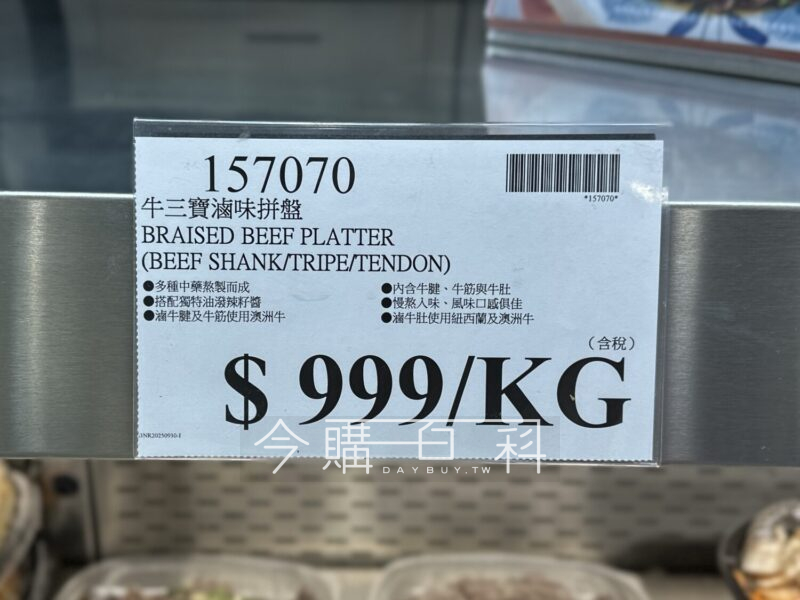 157070
*157070*
牛三寶滷味拼盤
BRAISED BEEF PLATTER
(BEEF SHANK/TRIPE/TENDON)
●多種中藥熬製而成
●搭配獨特油潑辣籽醬
●滷牛腱及牛筋使用澳洲牛
●內含牛腱、牛筋與牛肚
●慢熬入味、風味口感俱佳
●滷牛肚使用紐西蘭及澳洲牛
(含稅)
$ 999/KG
JNR20250930-I
今購百科
DAYBUY.TW